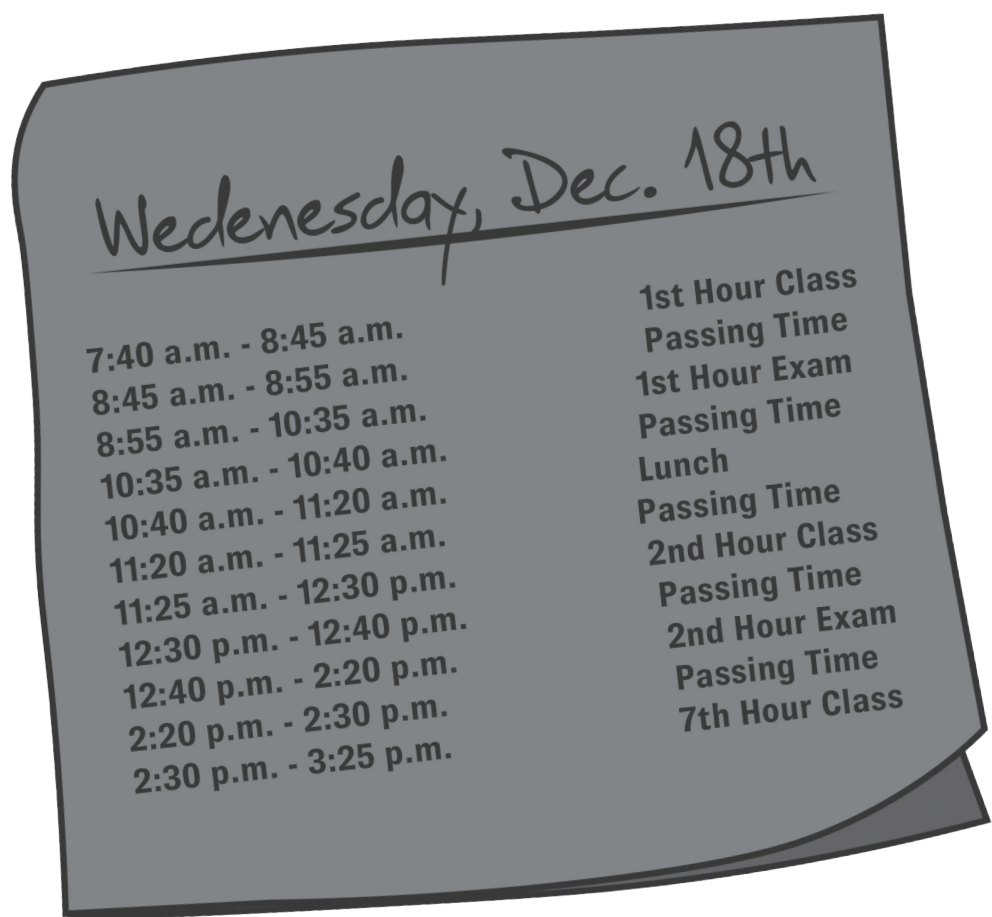 Wedenesday, Dec. 18th
7:40 a.m. - 8:45 a.m. 1st Hour Class
8:45 a.m. - 8:55 a.m. Passing Time
8:55 a.m. - 10:35 a.m. 1st Hour Exam
10:35 a.m. - 10:40 a.m. Passing Time
10:40 a.m. - 11:20 a.m. Lunch
11:20 a.m. - 11:25 a.m. Passing Time
11:25 a.m. - 12:30 p.m. 2nd Hour Class
12:30 p.m. - 12:40 p.m. Passing Time
12:40 p.m. - 2:20 p.m. 2nd Hour Exam
2:20 p.m. - 2:30 p.m. Passing Time
2:30 p.m. - 3:25 p.m. 7th Hour Class